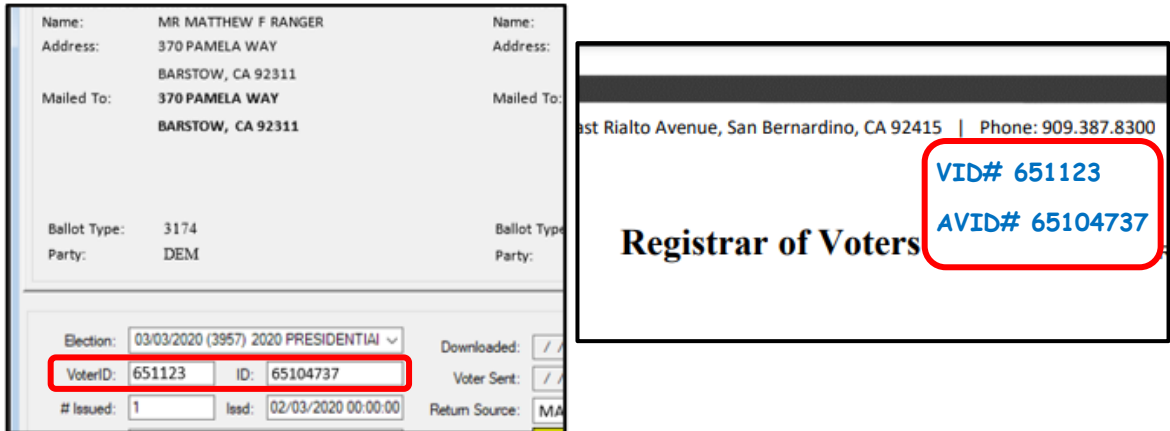 Name: MR MATTHEW F RANGER Name:
Address: 370 PAMELA WAY Address:
BARSTOW, CA 92311
Mailed To: 370 PAMELA WAY Mailed To:
BARSTOW, CA 92311
Ballot Type: 3174 Ballot Type
Party: DEM Party:
Election: 03/03/2020 (3957) 2020 PRESIDENTIAL Downloaded: / /
VoterID: 651123 ID: 65104737 Voter Sent: / /
# Issued: 1 Issd: 02/03/2020 00:00:00 Return Source: MA
ast Rialto Avenue, San Bernardino, CA 92415 | Phone: 909.387.8300
VID# 651123
AVID# 65104737
Registrar of Voters